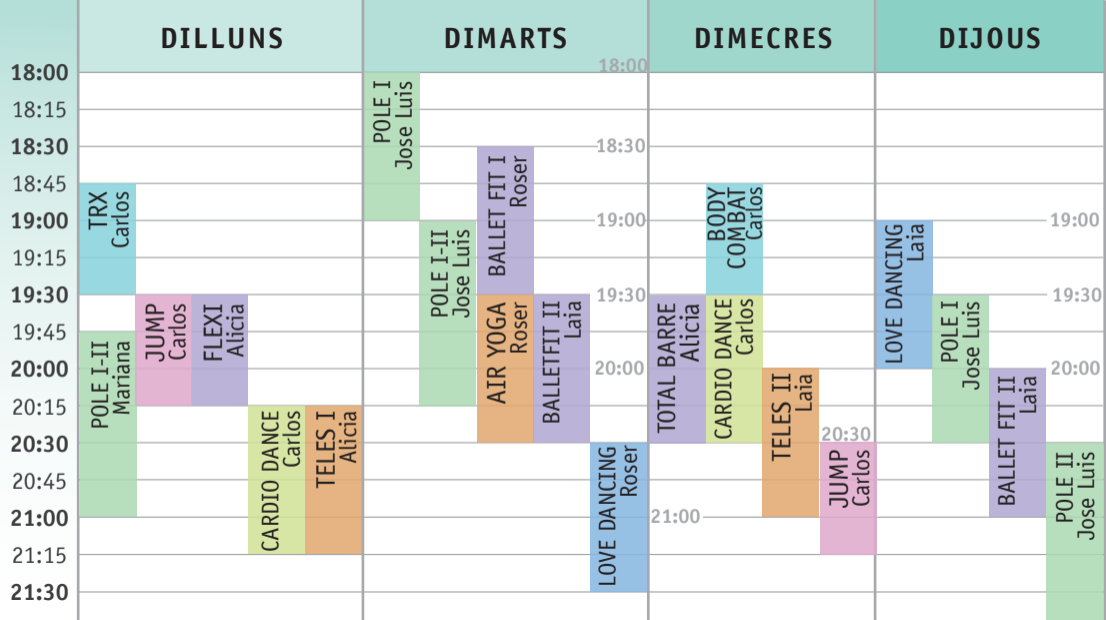 DILLUNS
DIMARTS
DIMECRES
DIJOUS
18:00
18:15
18:30
18:45
19:00
19:15
19:30
19:45
20:00
20:15
20:30
20:45
21:00
21:15
21:30
TRX
Carlos
POLE I-II
Mariana
JUMP
Carlos
FLEXI
Alicia
CARDIO DANCE
Carlos
TELES I
Alicia
POLE I
Jose Luis
POLE I-II
Jose Luis
BALLET FIT I
Roser
AIR YOGA
Roser
BALLETFIT II
Laia
LOVE DANCING
Roser
18:00
18:30
19:00
19:30
20:00
21:00
TOTAL BARRE
Alicia
BODY
COMBAT
Carlos
CARDIO DANCE
Carlos
TELES II
Laia
20:30
JUMP
Carlos
LOVE DANCING
Laia
POLE I
Jose Luis
BALLET FIT II
Laia
POLE II
Jose Luis
19:00
19:30
20:00